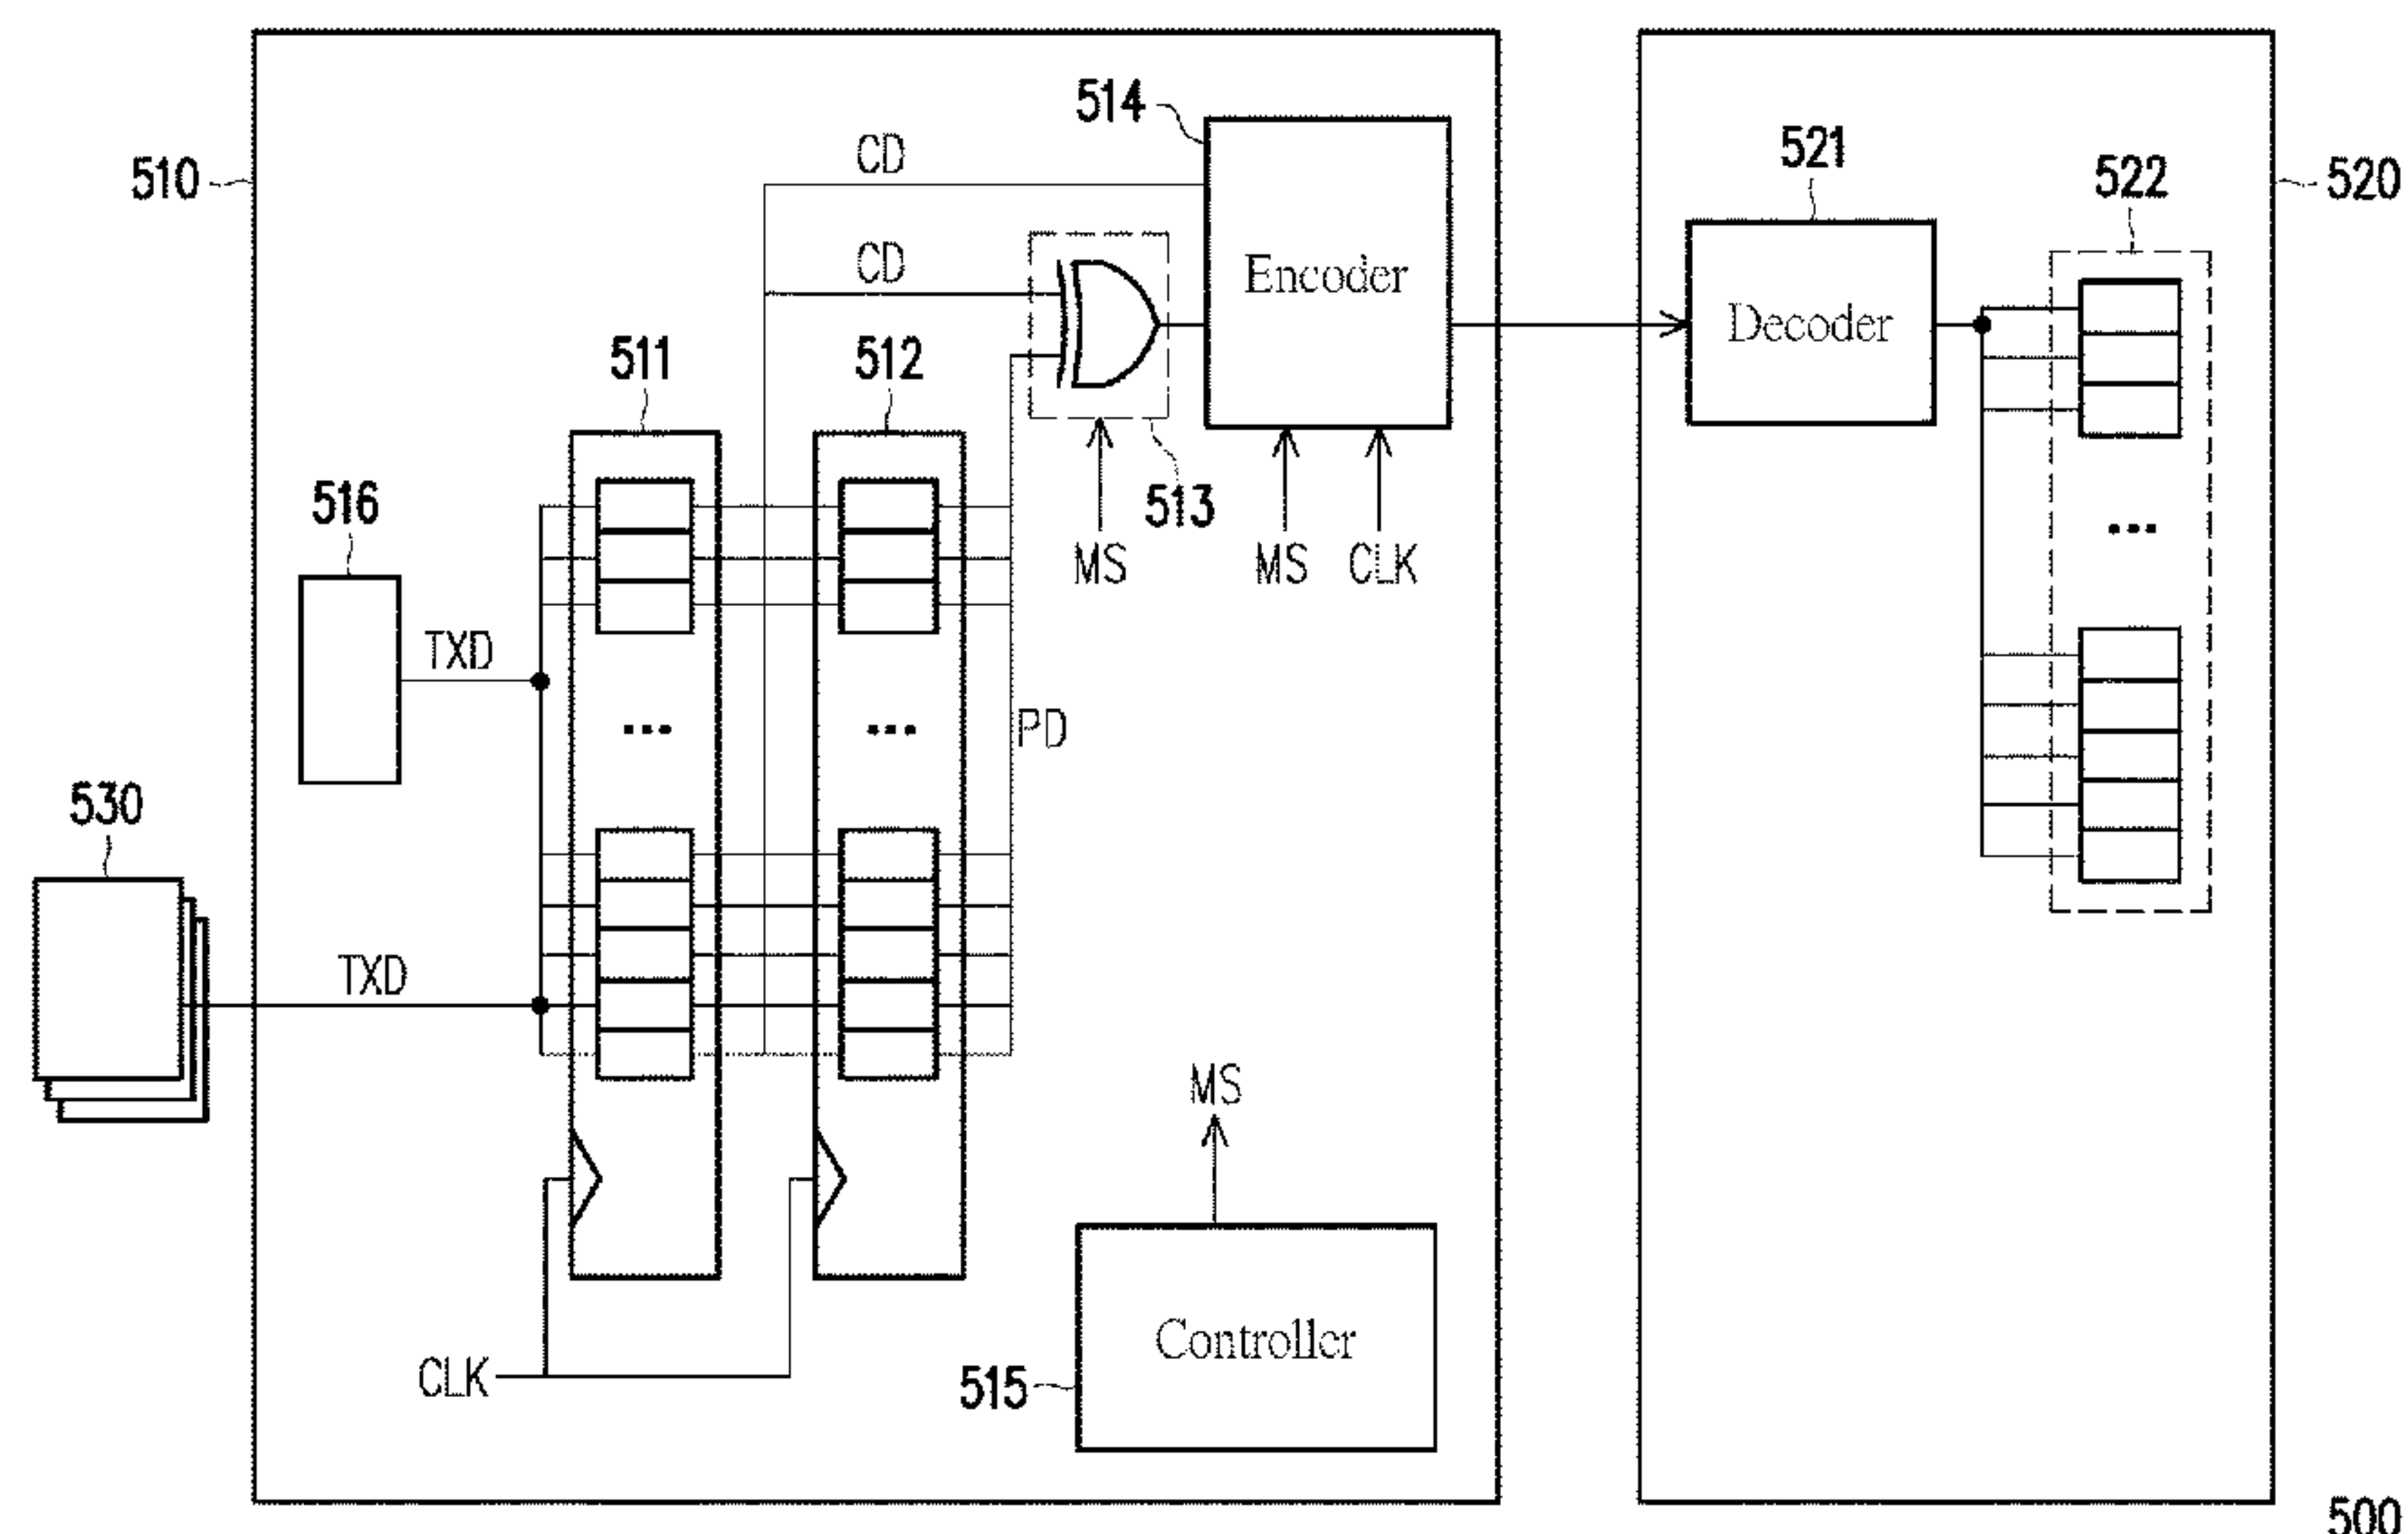 514
CD
521
510
522
520
CD
Encoder
Decoder
511
512
516
513
MS
MS
CLK
TXD
PD
530
TXD
MS
Controller
CLK
515
500